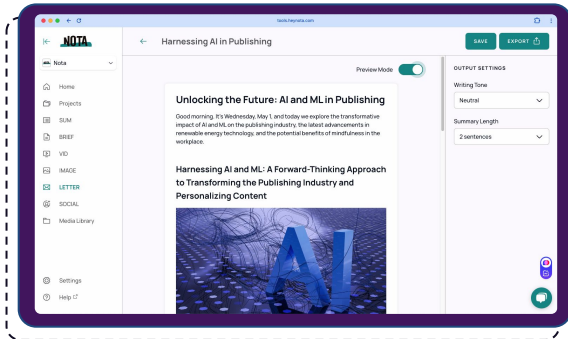 tools.heynota.com
NOTA
Harnessing AI in Publishing
SAVE
EXPORT
Nota
Home
Projects
SUM
BRIEF
VID
IMAGE
LETTER
SOCIAL
Media Library
Settings
Help
Preview Mode
Unlocking the Future: AI and ML in Publishing
Good morning. It's Wednesday, May 1, and today we explore the transformative
impact of AI and ML on the publishing industry, the latest advancements in
renewable energy technology, and the potential benefits of mindfulness in the
workplace.
Harnessing AI and ML: A Forward-Thinking Approach
to Transforming the Publishing Industry and
Personalizing Content
AI
OUTPUT SETTINGS
Writing Tone
Neutral
Summary Length
2 sentences